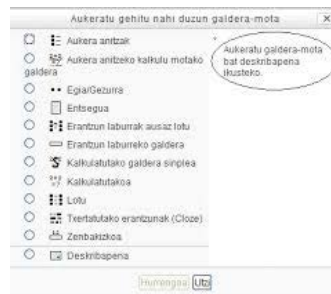 Aukeratu gehitu nahi duzun galdera-mota
Aukera anitzak
Aukera anitzeko kalkulu motako
galdera
Egia/Gezurra
Entsegua
Erantzun laburrak ausaz lotu
Erantzun laburreko galdera
Kalkulatutako galdera sinplea
Kalkulatutakoa
Lotu
Txertatutako erantzunak (Cloze)
Zenbakizkoa
Deskribapena
Aukeratu galdera-mota
bat deskribapena
ikusteko.
Hurrengoa Utzi